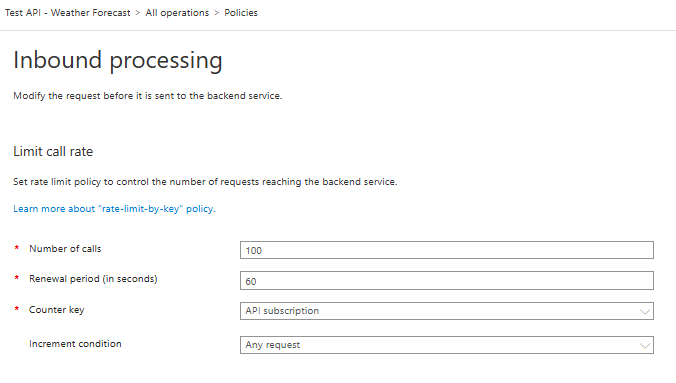 Test API - Weather Forecast > All operations > Policies
Inbound processing
Modify the request before it is sent to the backend service.
Limit call rate
Set rate limit policy to control the number of requests reaching the backend service.
Learn more about "rate-limit-by-key" policy.
* Number of calls 100
* Renewal period (in seconds) 60
* Counter key API subscription
Increment condition Any request